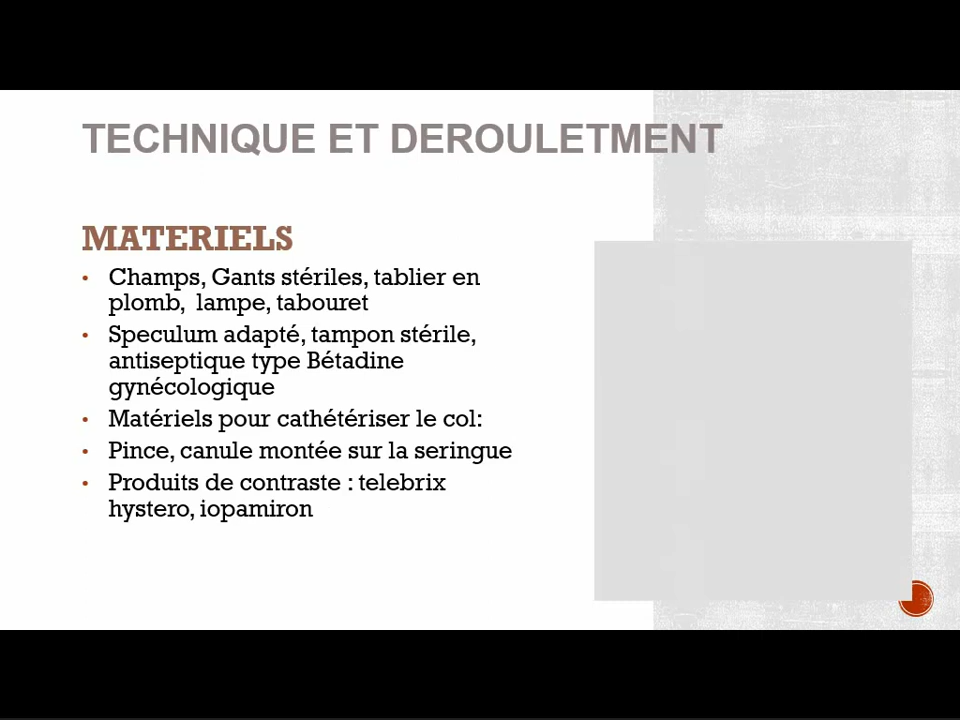 TECHNIQUE ET DEROULETMENT
MATERIELS
• Champs, Gants stériles, tablier en
plomb, lampe, tabouret
• Speculum adapté, tampon stérile,
antiseptique type Bétadine
gynécologique
• Matériels pour cathétériser le col:
• Pince, canule montée sur la seringue
• Produits de contraste : telebrix
hystero, iopamiron